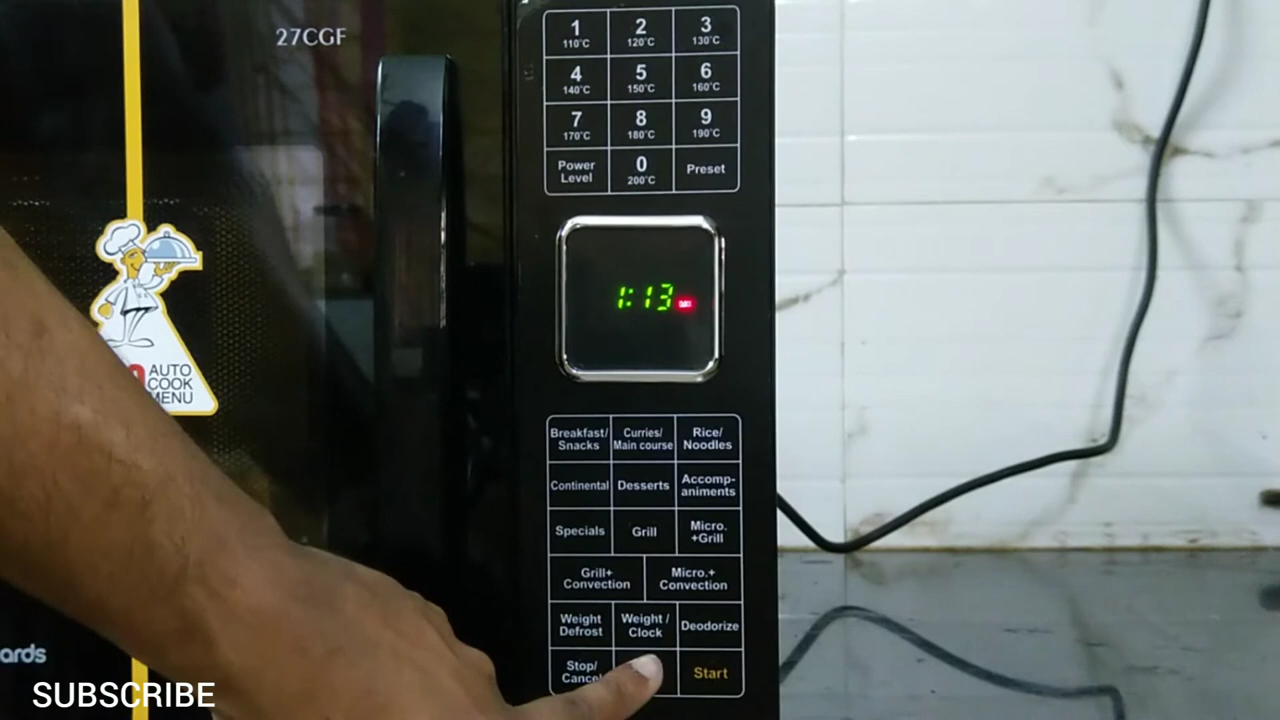 27CGF
1 2 3
110°C 120°C 130°C
4 5 6
140°C 150°C 160°C
7 8 9
170°C 180°C 190°C
Power
Level
0
200°C
Preset
1:13
AUTO
COOK
MENU
Breakfast/
Snacks
Curries/
Main course
Rice/
Noodles
Continental
Desserts
Accomp-
animents
Specials
Grill
Micro.
+Grill
Grill+
Convection
Micro.+
Convection
Weight
Defrost
Weight /
Clock
Deodorize
Stop/
Cancel
Start
ards
SUBSCRIBE